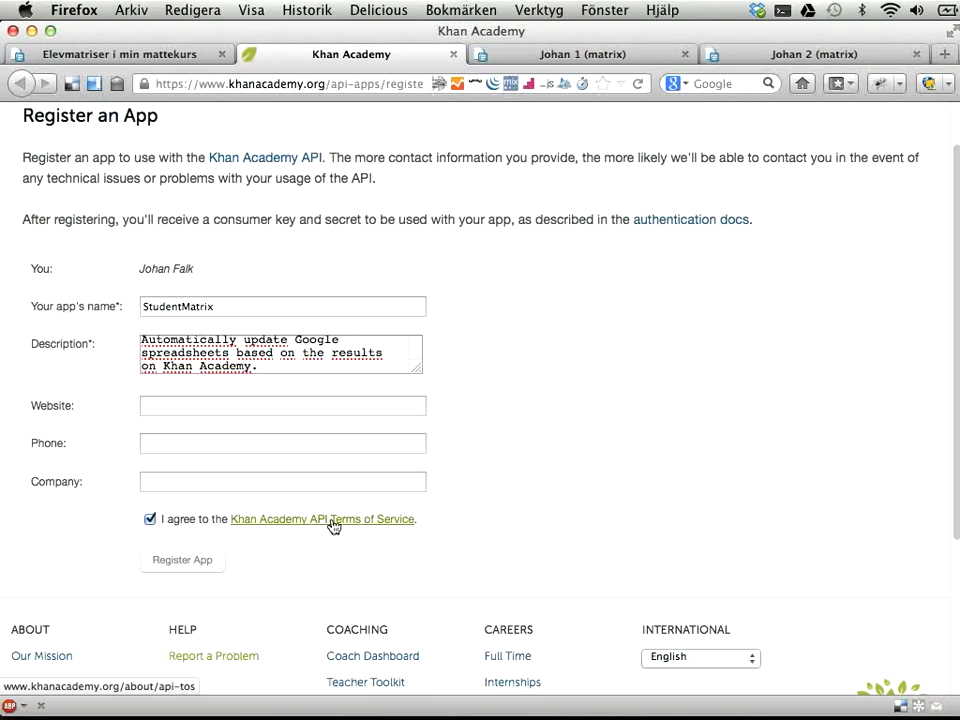 Firefox Arkiv Redigera Visa Historik Delicious Bokmärken Fönster Verktyg Hjälp
Khan Academy
Elevmatriser i min mattekurs Khan Academy Johan 1 (matrix) Johan 2 (matrix)
https://www.khanacademy.org/api-apps/registe Google
Register an App
Register an app to use with the Khan Academy API. The more contact information you provide, the more likely we'll be able to contact you in the event of
any technical issues or problems with your usage of the API.
After registering, you'll receive a consumer key and secret to be used with your app, as described in the authentication docs.
You: Johan Falk
Your app's name*: StudentMatrix
Description*: Automatically update Google
spreadsheets based on the results
on Khan Academy.
Website:
Phone:
Company:
I agree to the Khan Academy API Terms of Service.
Register App
ABOUT HELP COACHING CAREERS INTERNATIONAL
Our Mission Report a Problem Coach Dashboard Full Time English
Teacher Toolkit Internships
www.khanacademy.org/about/api-tos
ABP